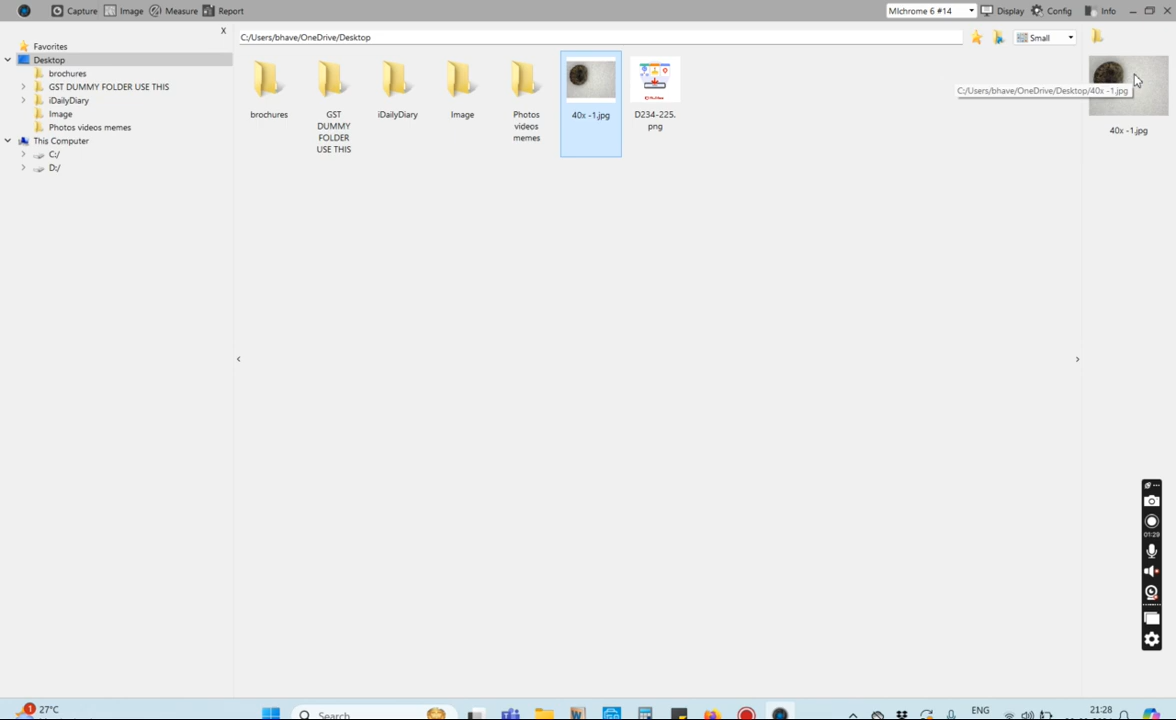 Capture Image Measure Report MIchrome 6 #14 Display Config Info
X C:/Users/bhave/OneDrive/Desktop Small
Favorites
Desktop
brochures
GST DUMMY FOLDER USE THIS
iDailyDiary
Image
Photos videos memes
This Computer
C:/
D:/
brochures
GST
DUMMY
FOLDER
USE THIS
iDailyDiary
Image
Photos
videos
memes
40x -1.jpg
D234-225.
png
C:/Users/bhave/OneDrive/Desktop/40x -1.jpg
40x -1.jpg
01:29
1
27°C
Search
ENG
21:28